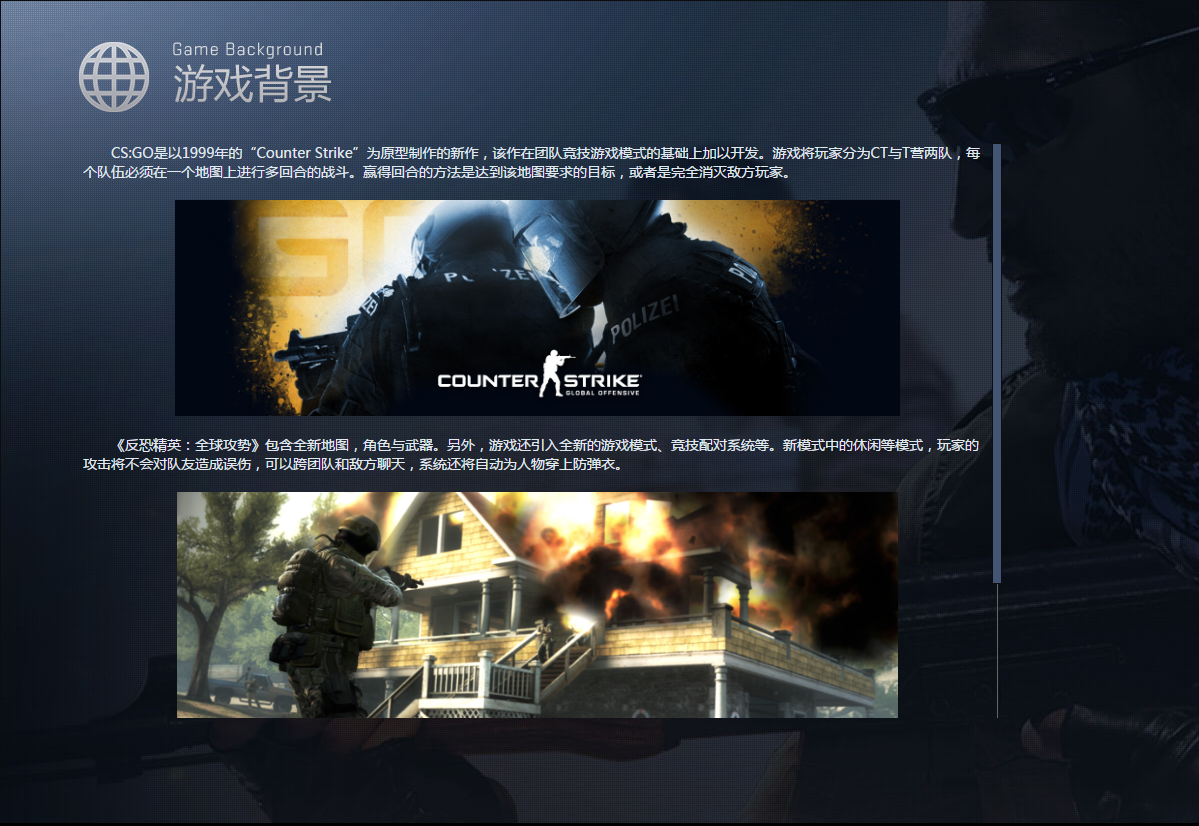 Game Background
游戏背景
CS:GO是以1999年的“Counter Strike”为原型制作的新作，该作在团队竞技游戏模式的基础上加以开发。游戏将玩家分为CT与T营两队，每
个队伍必须在一个地图上进行多回合的战斗。赢得回合的方法是达到该地图要求的目标，或者是完全消灭敌方玩家。
GO
POLIZEI
POLIZEI
COUNTER STRIKE
GLOBAL OFFENSIVE
《反恐精英：全球攻势》包含全新地图，角色与武器。另外，游戏还引入全新的游戏模式、竞技配对系统等。新模式中的休闲等模式，玩家的
攻击将不会对队友造成误伤，可以跨团队和敌方聊天，系统还将自动为人物穿上防弹衣。